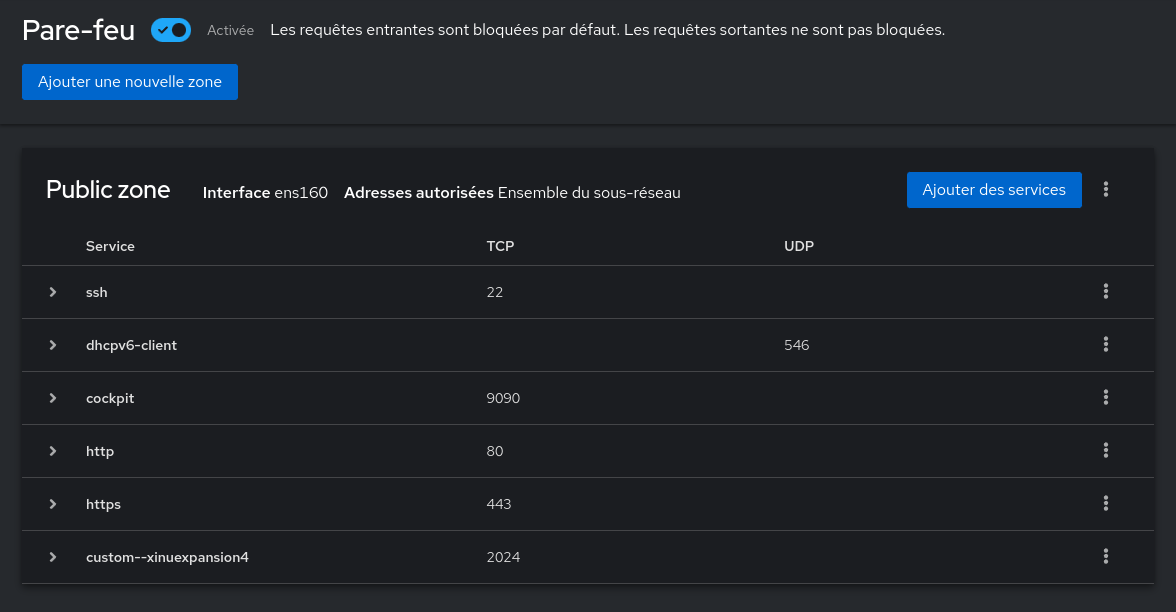 Pare-feu Activée Les requêtes entrantes sont bloquées par défaut. Les requêtes sortantes ne sont pas bloquées.
Ajouter une nouvelle zone
Public zone Interface ens160 Adresses autorisées Ensemble du sous-réseau Ajouter des services
Service TCP UDP
ssh 22
dhcpv6-client 546
cockpit 9090
http 80
https 443
custom--xinuexpansion4 2024